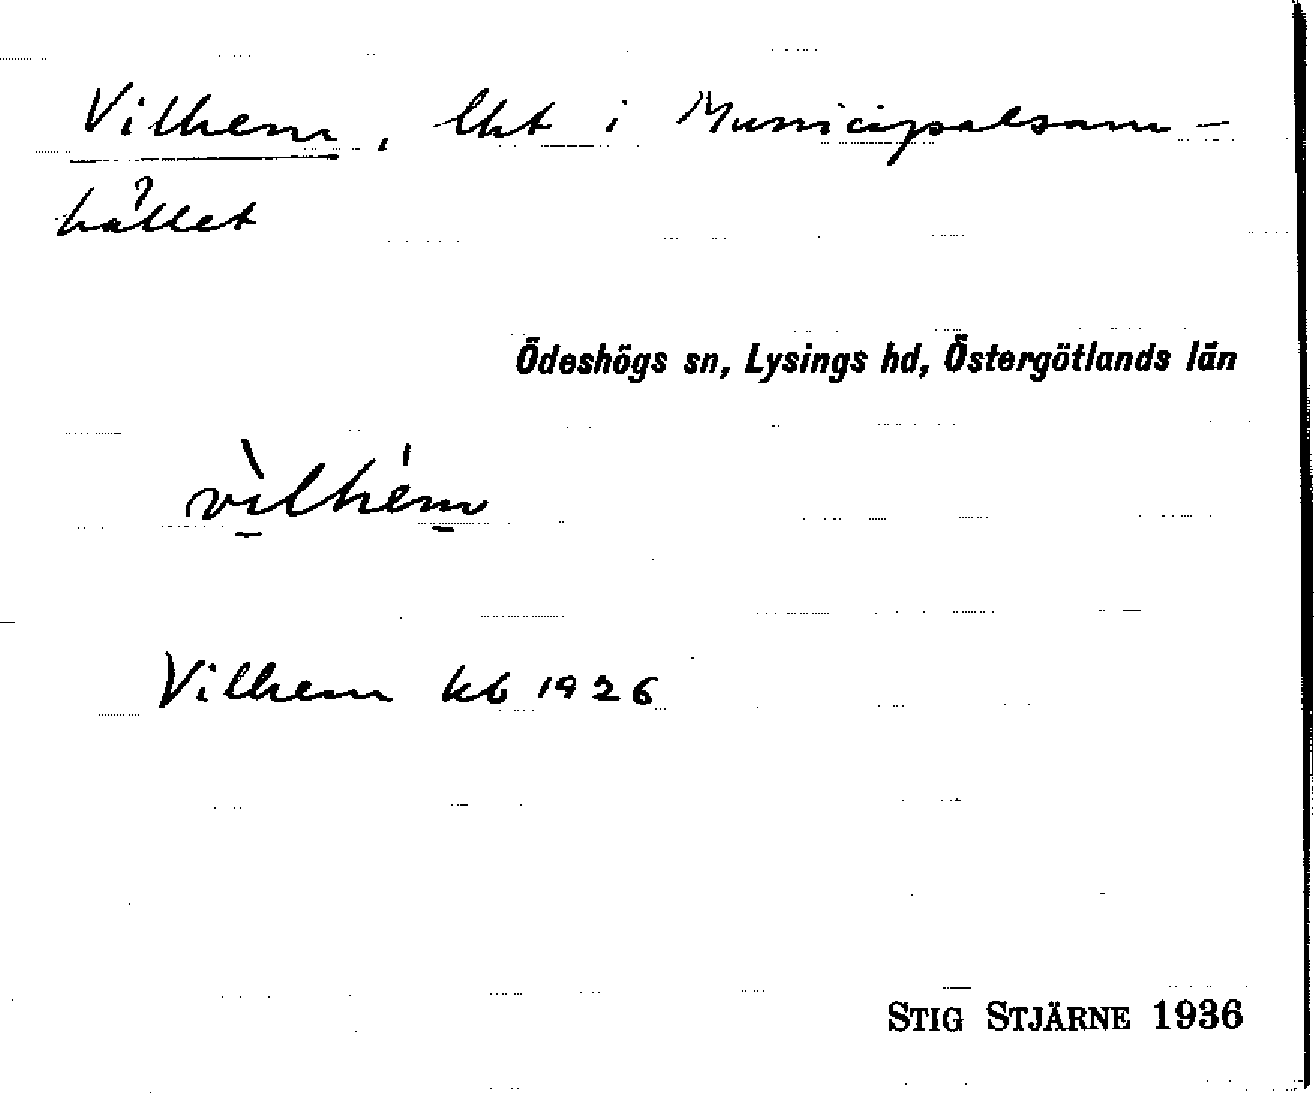 Vilhem, lht i Municipalsam-
hället
Ödeshögs sn, Lysings hd, Östergötlands län
vìlhém
Vilhem kb 1926
STIG STJÄRNE 1936